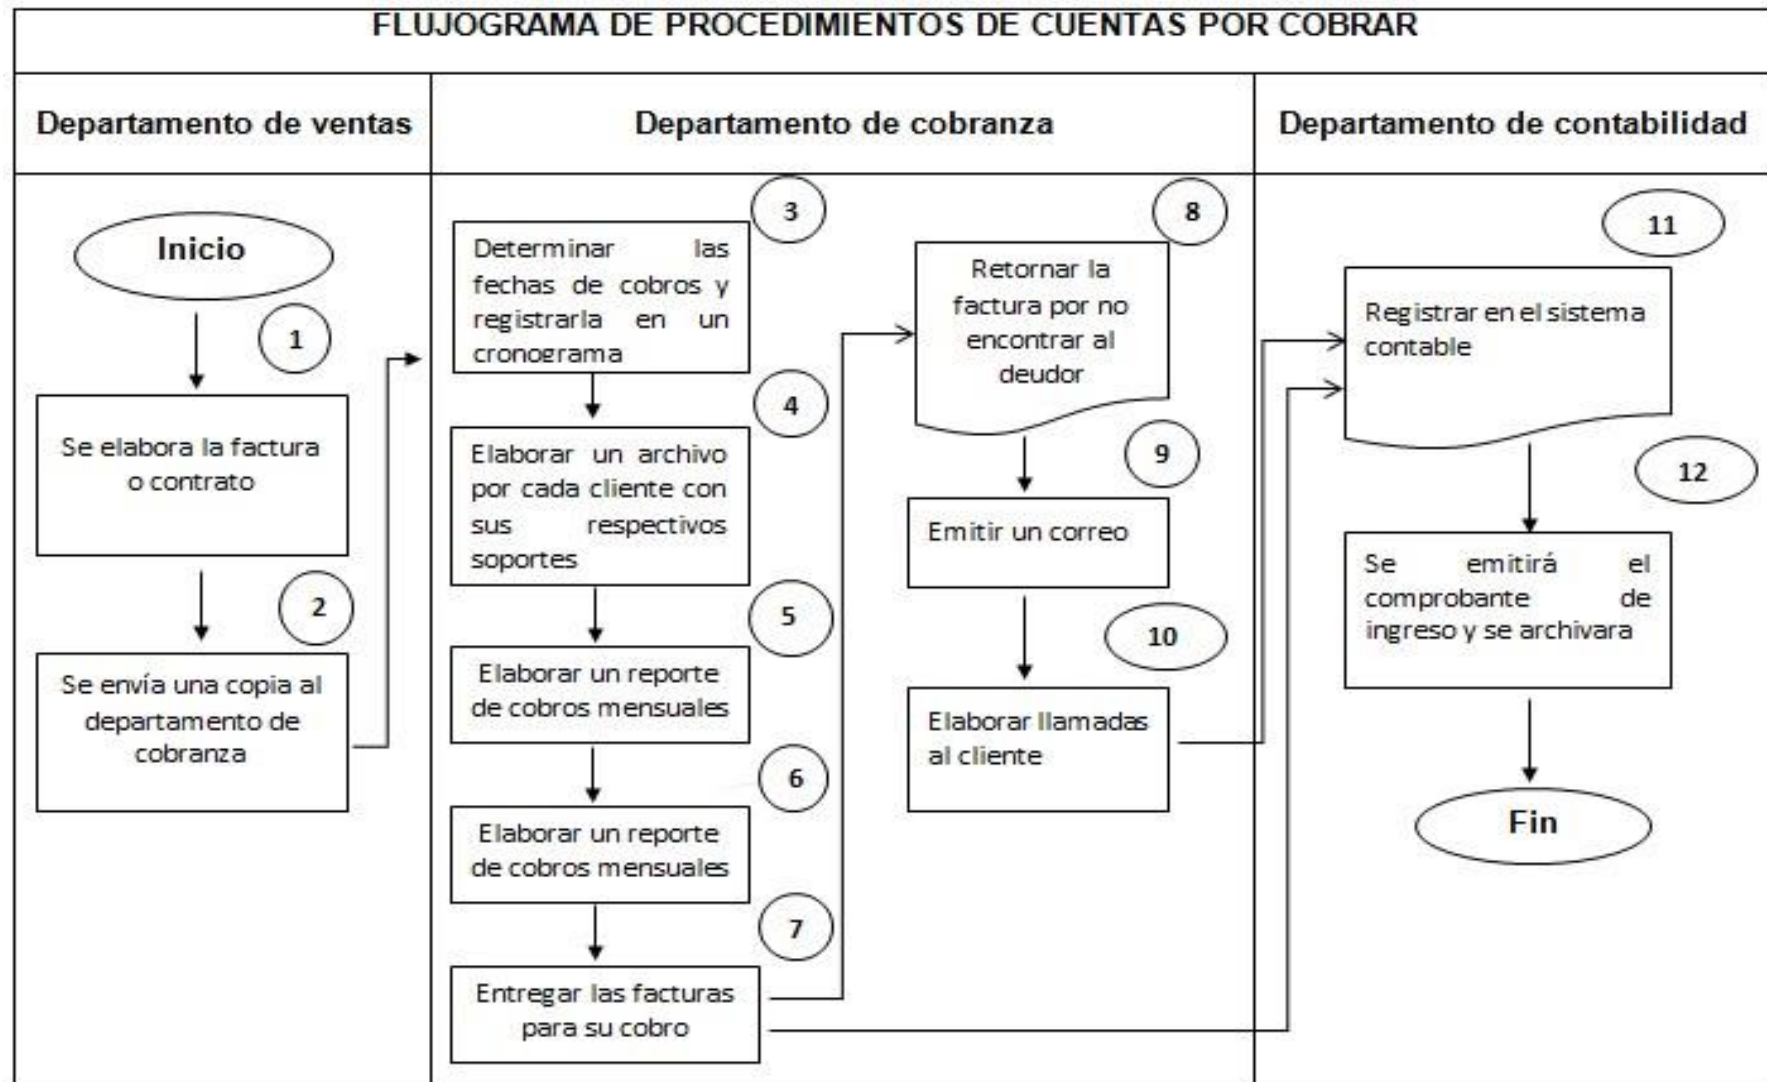 FLUJOGRAMA DE PROCEDIMIENTOS DE CUENTAS POR COBRAR
Departamento de ventas
Departamento de cobranza
Departamento de contabilidad
Inicio
1
Se elabora la factura
o contrato
2
Se envía una copia al
departamento de
cobranza
3
Determinar las
fechas de cobros y
registrarla en un
cronograma
4
Elaborar un archivo
por cada cliente con
sus respectivos
soportes
5
Elaborar un reporte
de cobros mensuales
6
Elaborar un reporte
de cobros mensuales
7
Entregar las facturas
para su cobro
8
Retornar la
factura por no
encontrar al
deudor
9
Emitir un correo
10
Elaborar llamadas
al cliente
11
Registrar en el sistema
contable
12
Se emitirá el
comprobante de
ingreso y se archivara
Fin